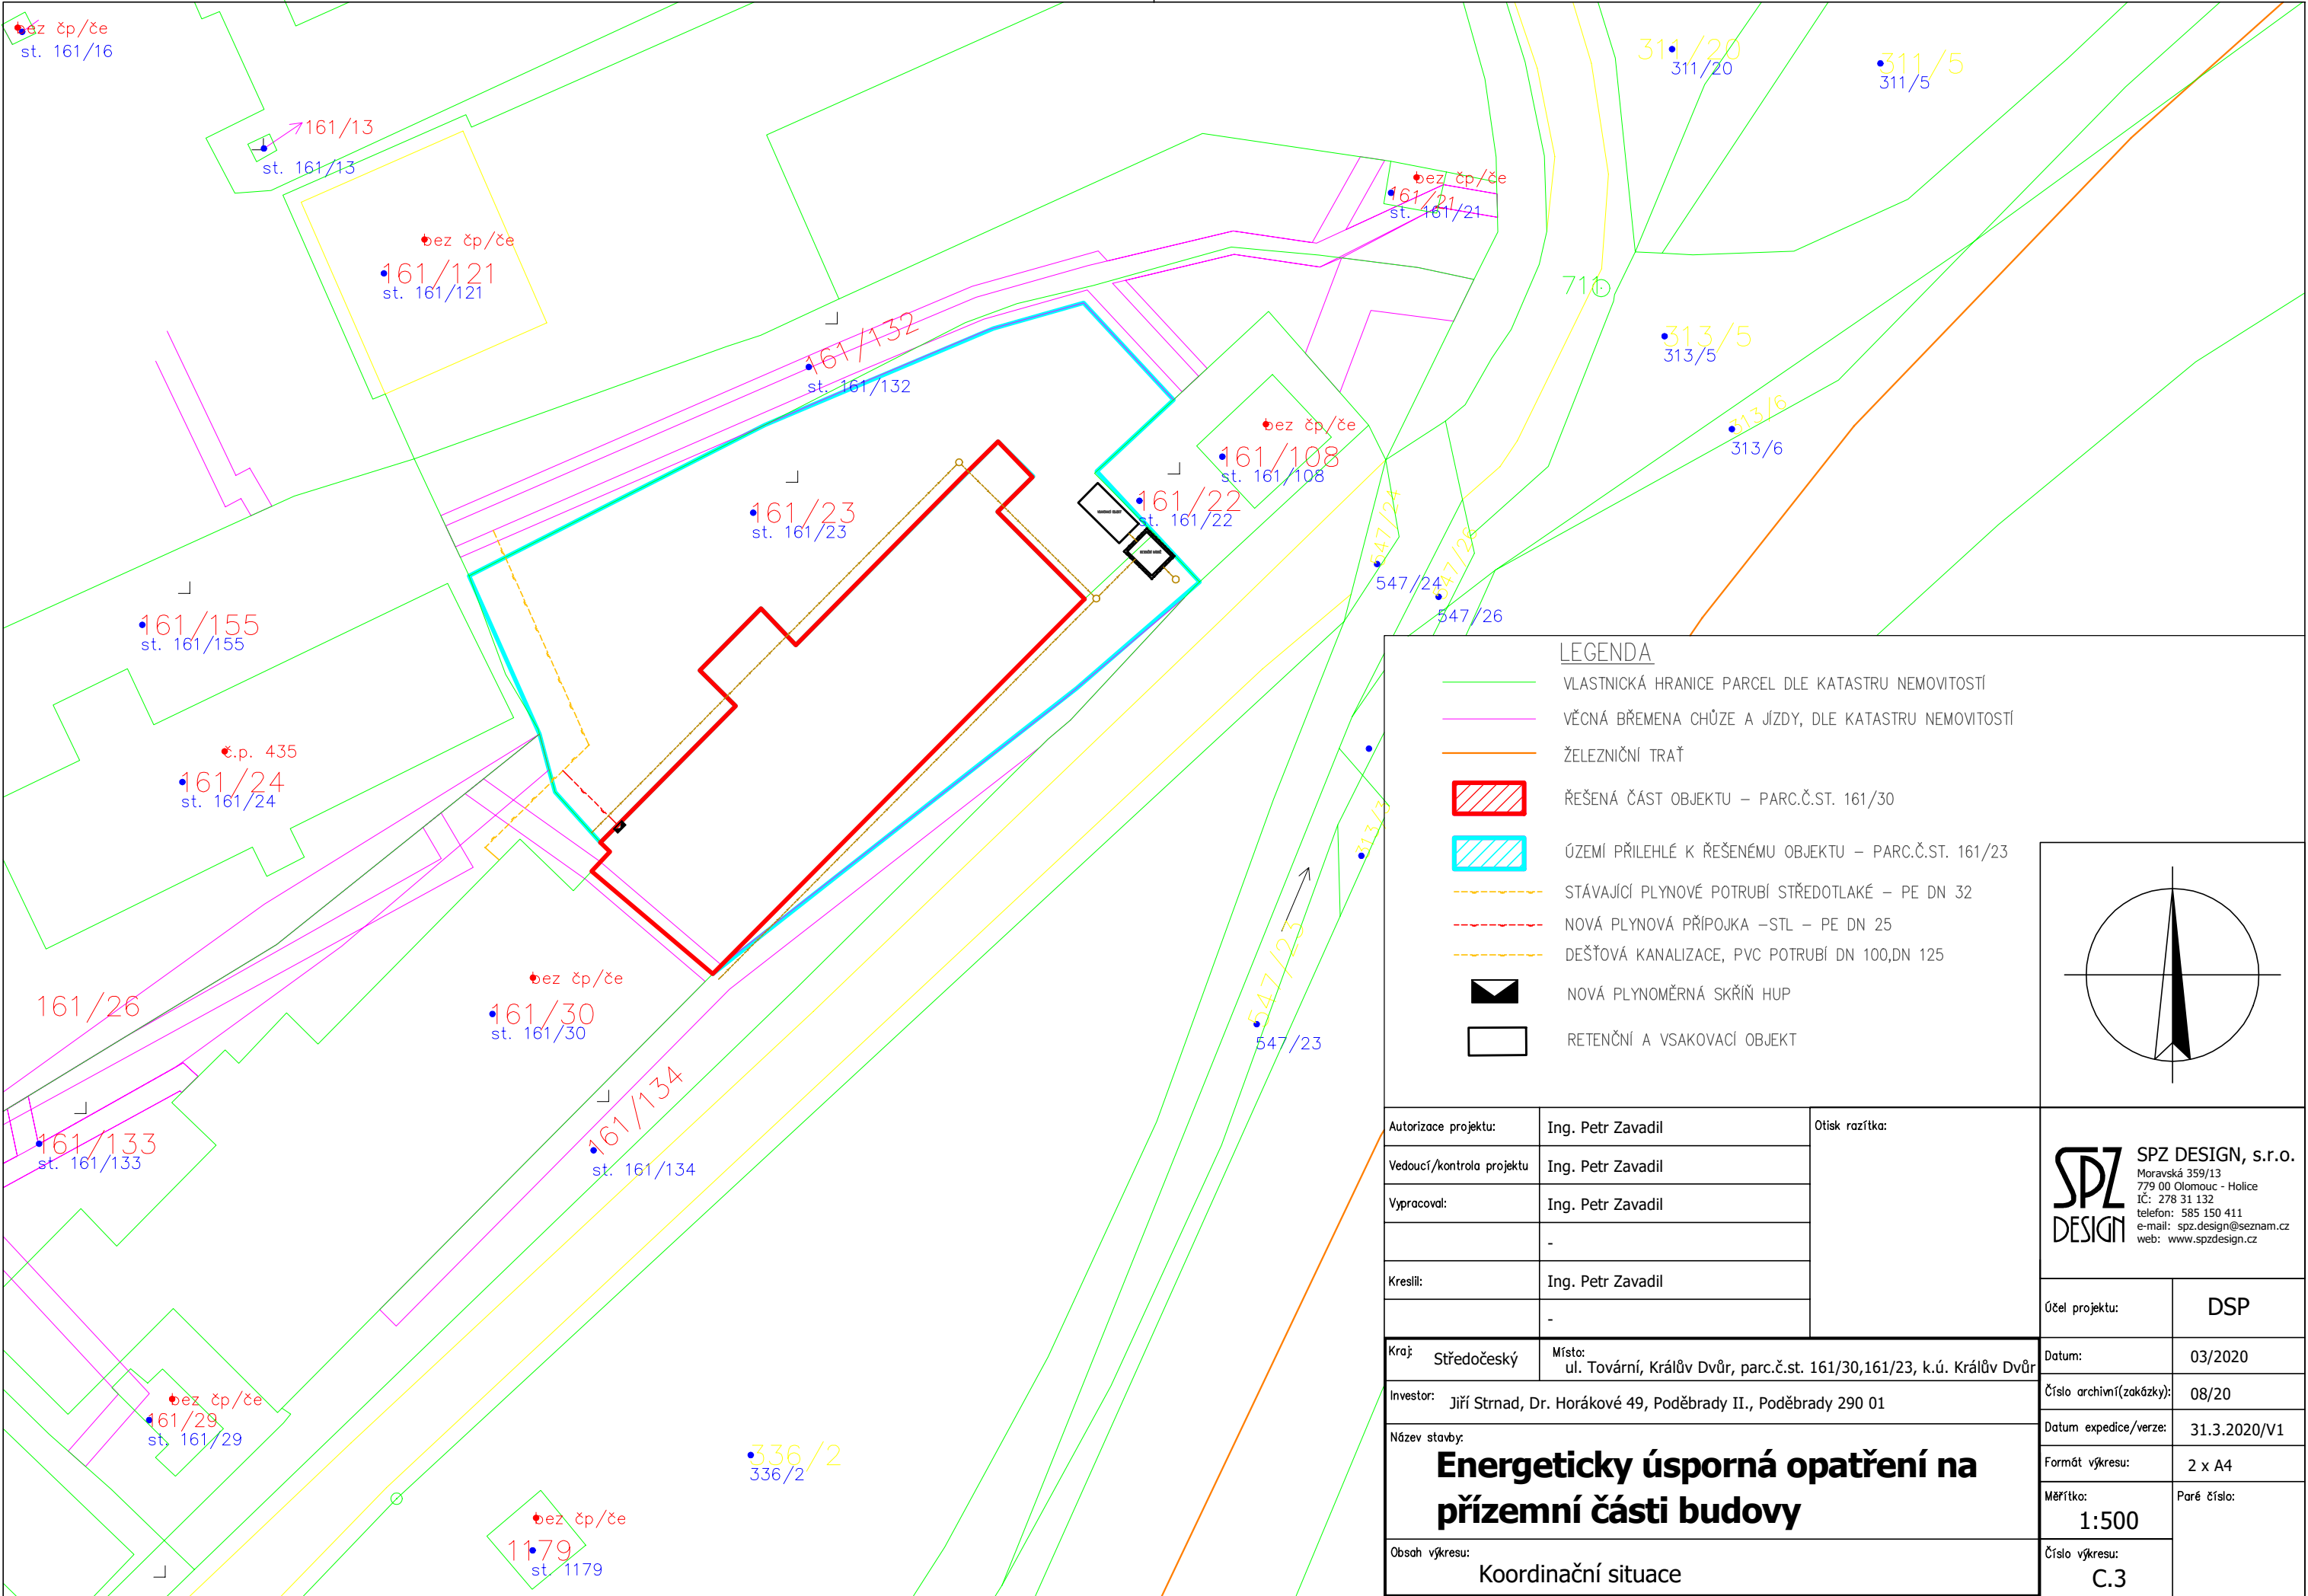 bez čp/če
st. 161/16
161/13
st. 161/13
bez čp/če
161/121
st. 161/121
161/132
st. 161/132
bez čp/če
161/21
st. 161/21
311/20
311/20
311/5
311/5
711
313/5
313/5
313/6
313/6
bez čp/če
161/108
st. 161/108
161/22
st. 161/22
161/23
st. 161/23
547/24
547/24
547/26
547/26
161/155
st. 161/155
č.p. 435
161/24
st. 161/24
161/26
bez čp/če
161/30
st. 161/30
547/23
547/23
161/133
st. 161/133
161/134
st. 161/134
bez čp/če
161/29
st. 161/29
336/2
336/2
bez čp/če
1179
st. 1179
LEGENDA
VLASTNICKÁ HRANICE PARCEL DLE KATASTRU NEMOVITOSTÍ
VĚCNÁ BŘEMENA CHŮZE A JÍZDY, DLE KATASTRU NEMOVITOSTÍ
ŽELEZNIČNÍ TRAŤ
ŘEŠENÁ ČÁST OBJEKTU – PARC.Č.ST. 161/30
ÚZEMÍ PŘILEHLÉ K ŘEŠENÉMU OBJEKTU – PARC.Č.ST. 161/23
STÁVAJÍCÍ PLYNOVÉ POTRUBÍ STŘEDOTLAKÉ – PE DN 32
NOVÁ PLYNOVÁ PŘÍPOJKA –STL – PE DN 25
DEŠŤOVÁ KANALIZACE, PVC POTRUBÍ DN 100,DN 125
NOVÁ PLYNOMĚRNÁ SKŘÍŇ HUP
RETENČNÍ A VSAKOVACÍ OBJEKT
Autorizace projektu: Ing. Petr Zavadil
Otisk razítka:
Vedoucí/kontrola projektu Ing. Petr Zavadil
Vypracoval: Ing. Petr Zavadil
-
Kreslil: Ing. Petr Zavadil
-
SPZ DESIGN
SPZ DESIGN, s.r.o.
Moravská 359/13
779 00 Olomouc - Holice
IČ: 278 31 132
telefon: 585 150 411
e-mail: spz.design@seznam.cz
web: www.spzdesign.cz
Účel projektu: DSP
Kraj: Středočeský
Místo:
ul. Tovární, Králův Dvůr, parc.č.st. 161/30,161/23, k.ú. Králův Dvůr
Datum: 03/2020
Investor: Jiří Strnad, Dr. Horákové 49, Poděbrady II., Poděbrady 290 01
Číslo archivní(zakázky): 08/20
Datum expedice/verze: 31.3.2020/V1
Název stavby:
Energeticky úsporná opatření na
přízemní části budovy
Formát výkresu: 2 x A4
Měřítko:
1:500
Paré číslo:
Obsah výkresu:
Koordinační situace
Číslo výkresu:
C.3